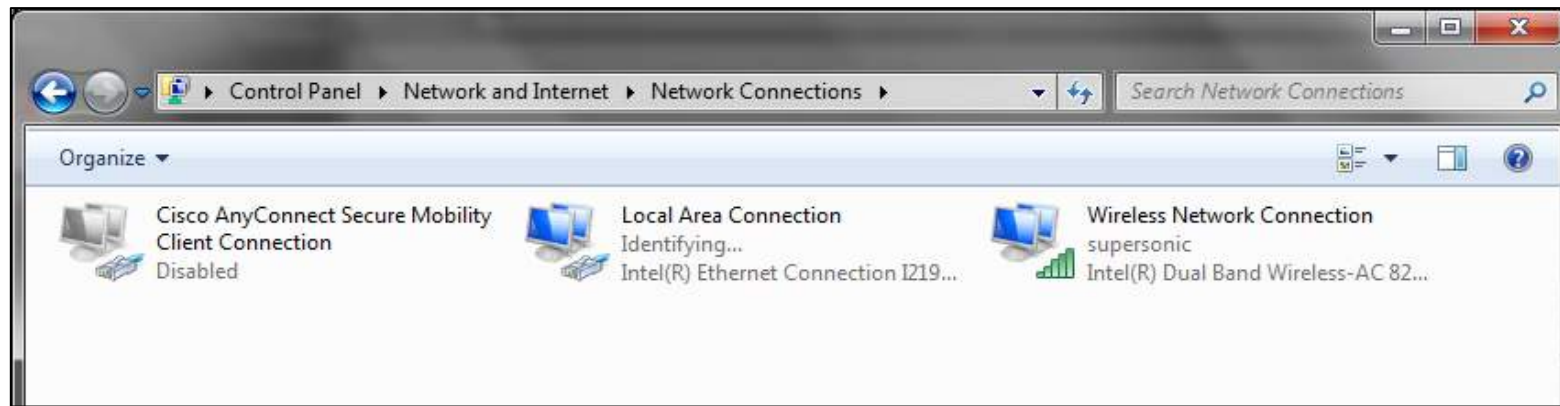 Control Panel Network and Internet Network Connections
Search Network Connections
Organize
Cisco AnyConnect Secure Mobility
Client Connection
Disabled
Local Area Connection
Identifying...
Intel(R) Ethernet Connection I219...
Wireless Network Connection
supersonic
Intel(R) Dual Band Wireless-AC 82...